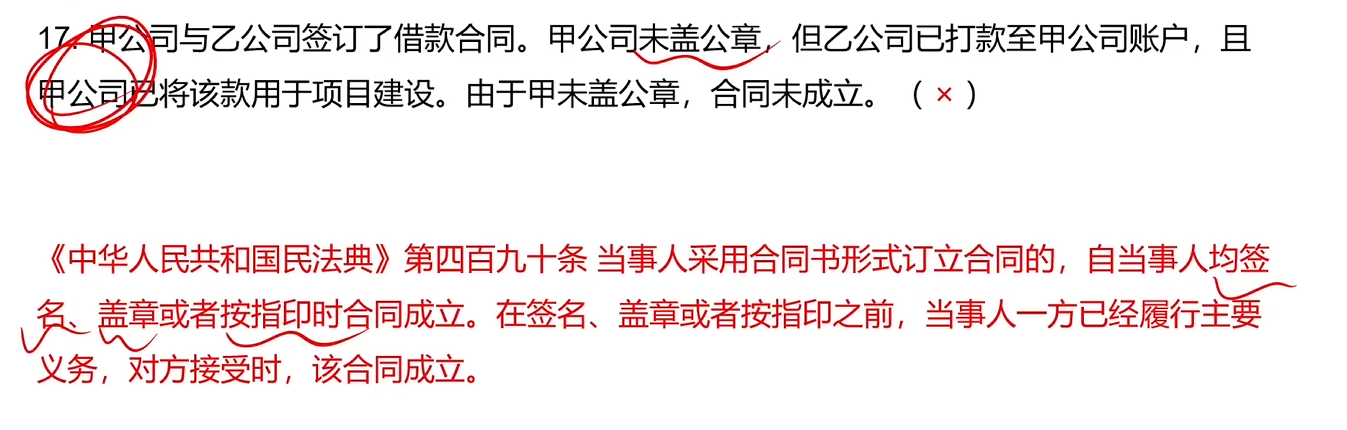 17. 甲公司与乙公司签订了借款合同。甲公司未盖公章，但乙公司已打款至甲公司账户，且
甲公司已将该款用于项目建设。由于甲未盖公章，合同未成立。（ × ）
《中华人民共和国民法典》第四百九十条 当事人采用合同书形式订立合同的，自当事人均签
名、盖章或者按指印时合同成立。在签名、盖章或者按指印之前，当事人一方已经履行主要
义务，对方接受时，该合同成立。